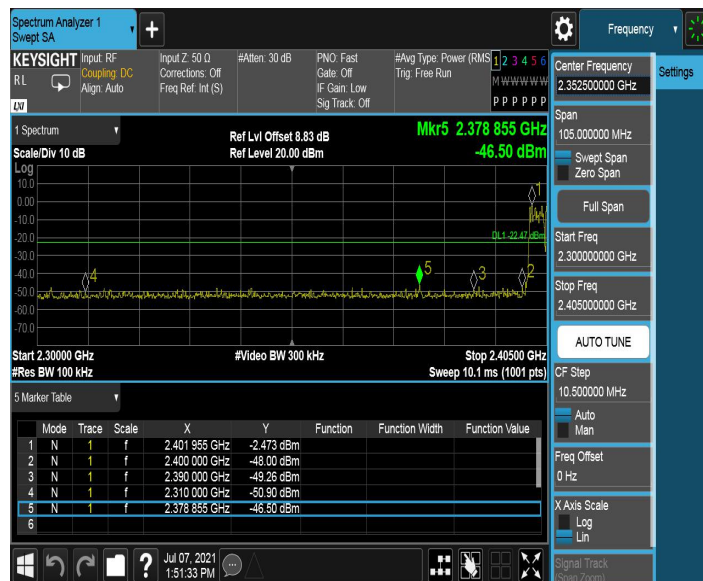 Spectrum Analyzer 1
Swept SA
Frequency
KEYSIGHT
RL
LXI
Input: RF
Coupling: DC
Align: Auto
Input Z: 50 Ω
Corrections: Off
Freq Ref: Int (S)
#Atten: 30 dB
PNO: Fast
Gate: Off
IF Gain: Low
Sig Track: Off
#Avg Type: Power (RMS
Trig: Free Run
1 2 3 4 5 6
M W W W W W
P P P P P P
Center Frequency
2.352500000 GHz
Settings
Span
105.000000 MHz
Swept Span
Zero Span
Full Span
Start Freq
2.300000000 GHz
Stop Freq
2.405000000 GHz
AUTO TUNE
CF Step
10.500000 MHz
Auto
Man
Freq Offset
0 Hz
X Axis Scale
Log
Lin
Signal Track
(Span Zoom)
1 Spectrum
Scale/Div 10 dB
Ref Lvl Offset 8.83 dB
Ref Level 20.00 dBm
Mkr5 2.378 855 GHz
-46.50 dBm
Log
10.0
0.00
-10.0
-20.0
-30.0
-40.0
-50.0
-60.0
-70.0
1
DL1 -22.47 dBm
4
5
3
2
Start 2.30000 GHz
#Video BW 300 kHz
Stop 2.40500 GHz
#Res BW 100 kHz
Sweep 10.1 ms (1001 pts)
5 Marker Table
Mode Trace Scale X Y Function Function Width Function Value
1 N 1 f 2.401 955 GHz -2.473 dBm
2 N 1 f 2.400 000 GHz -48.00 dBm
3 N 1 f 2.390 000 GHz -49.26 dBm
4 N 1 f 2.310 000 GHz -50.90 dBm
5 N 1 f 2.378 855 GHz -46.50 dBm
6
?
Jul 07, 2021
1:51:33 PM